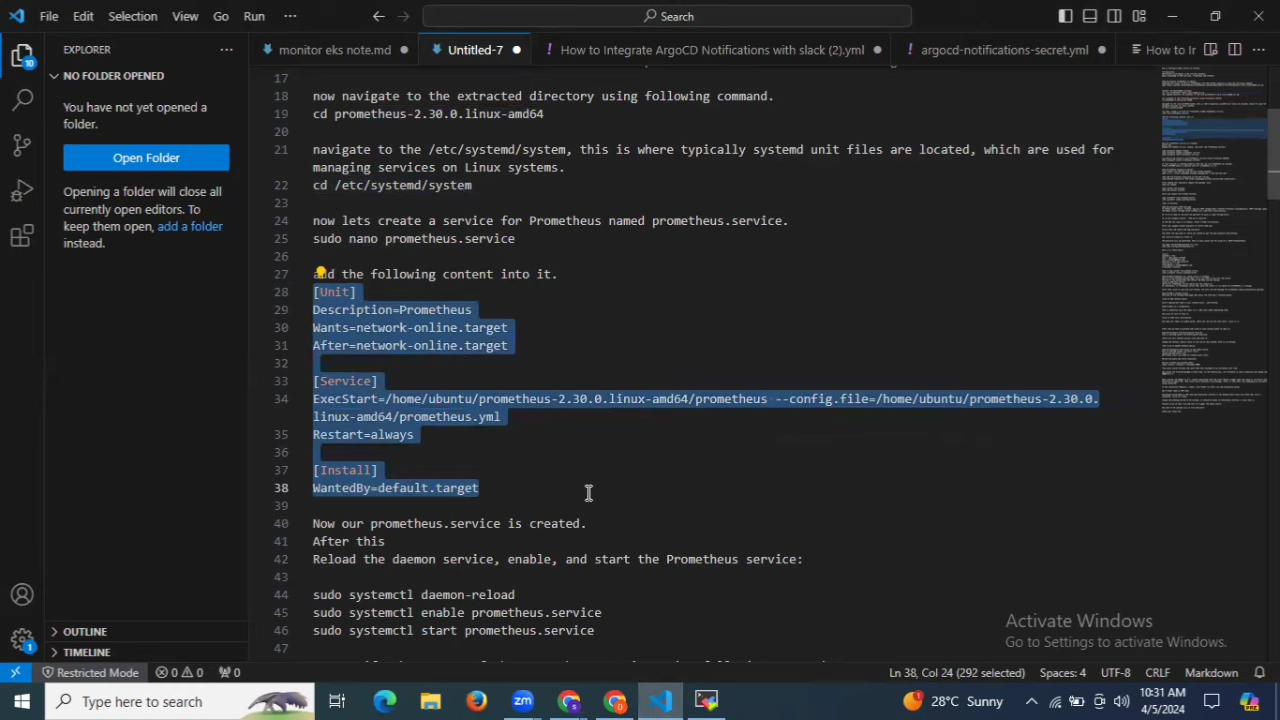 File Edit Selection View Go Run ··· Search
EXPLORER ··· monitor eks note.md Untitled-7 How to Integrate ArgoCD Notifications with slack (2).yml argocd-notifications-secret.yml How to Ir
NO FOLDER OPENED
You have not yet opened a
folder.
Open Folder
Opening a folder will close all
currently open editors. To
keep them open, add a folder
instead.
17
18 navigate to the Prometheus directory using cd command:
19 cd prometheus-2.30.0.linux-amd64
20
21 navigate to the /etc/systemd/system this is the typical systemd unit files are located, which are used for
22 cd /etc/systemd/system
23
24 now lets create a service of prometheus named prometheus.service
25 sudo nano prometheus.service
26
27 add the following content into it:
28 [Unit]
29 Description=Prometheus
30 Wants=network-online.target
31 After=network-online.target
32
33 [Service]
34 ExecStart=/home/ubuntu/prometheus-2.30.0.linux-amd64/prometheus --config.file=/home/ubuntu/prometheus-2.30.0.
linux-amd64/prometheus.yml
35 Restart=always
36
37 [Install]
38 WantedBy=default.target
39
40 Now our prometheus.service is created.
41 After this
42 Reload the daemon service, enable, and start the Prometheus service:
43
44 sudo systemctl daemon-reload
45 sudo systemctl enable prometheus.service
46 sudo systemctl start prometheus.service
47
Activate Windows
Go to Settings to activate Windows.
OUTLINE
TIMELINE
10
1
Restricted Mode 0 0 0 Ln 38, Col 24 (292 selected) Spaces: 4 UTF-8 CRLF Markdown
Type here to search 28°C Sunny 10:31 AM
4/5/2024